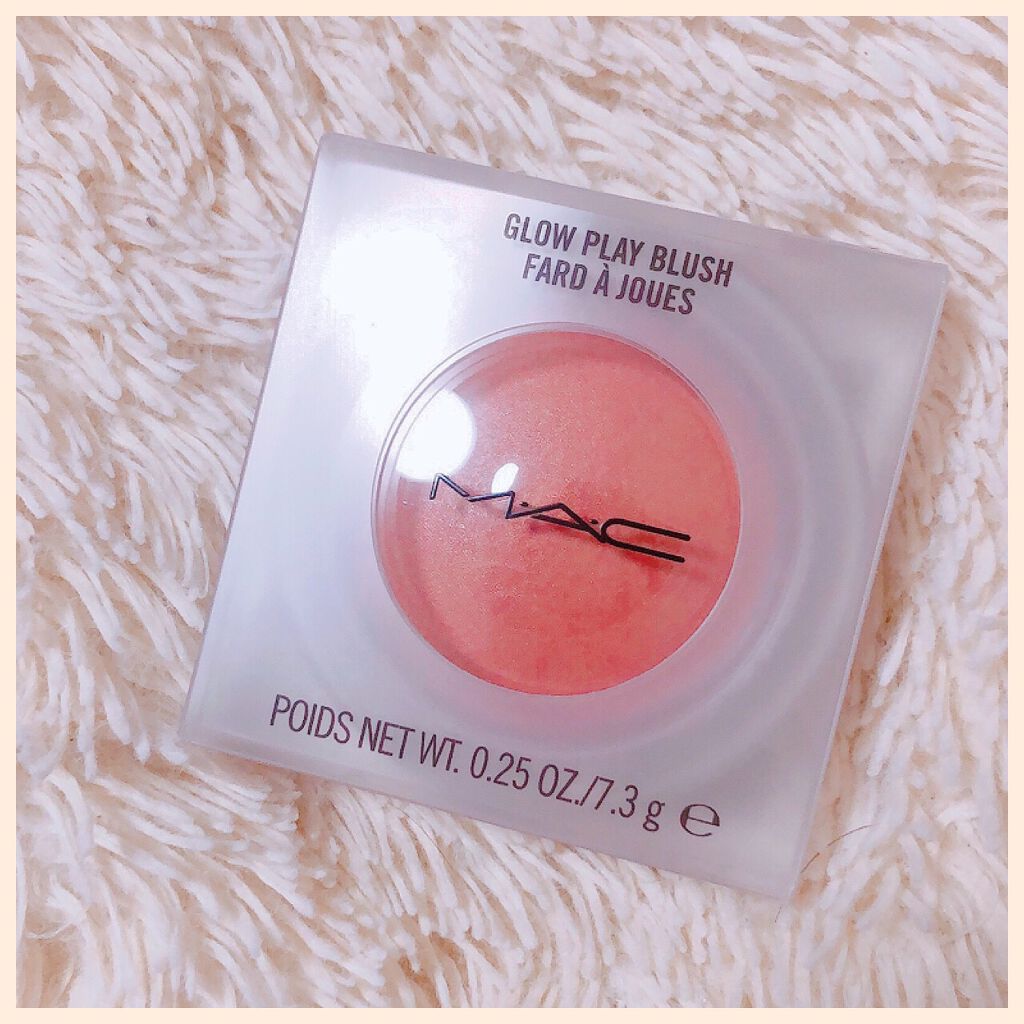 GLOW PLAY BLUSH
FARD À JOUES
M·A·C
POIDS NET WT. 0.25 OZ./7.3 g ℮